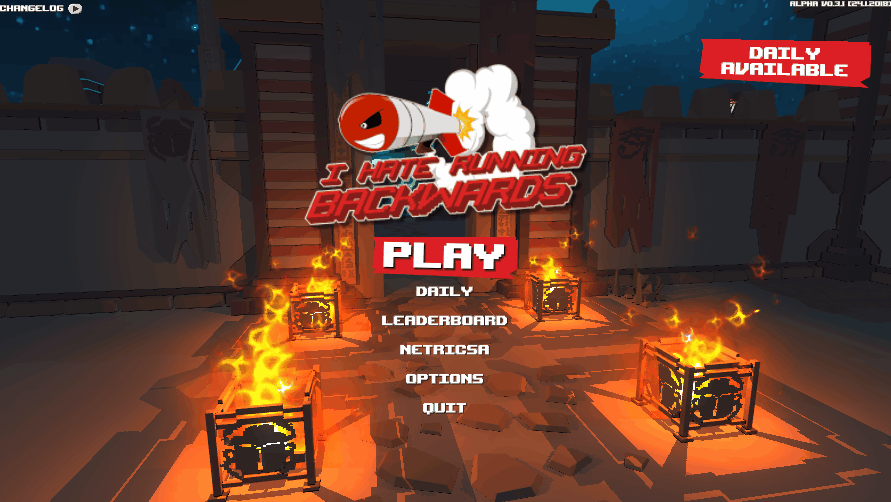 CHANGELOG
ALPHA V0.3.1 (24.1.2018)
DAILY
AVAILABLE
I HATE RUNNING
BACKWARDS
PLAY
DAILY
LEADERBOARD
NETRICSA
OPTIONS
QUIT